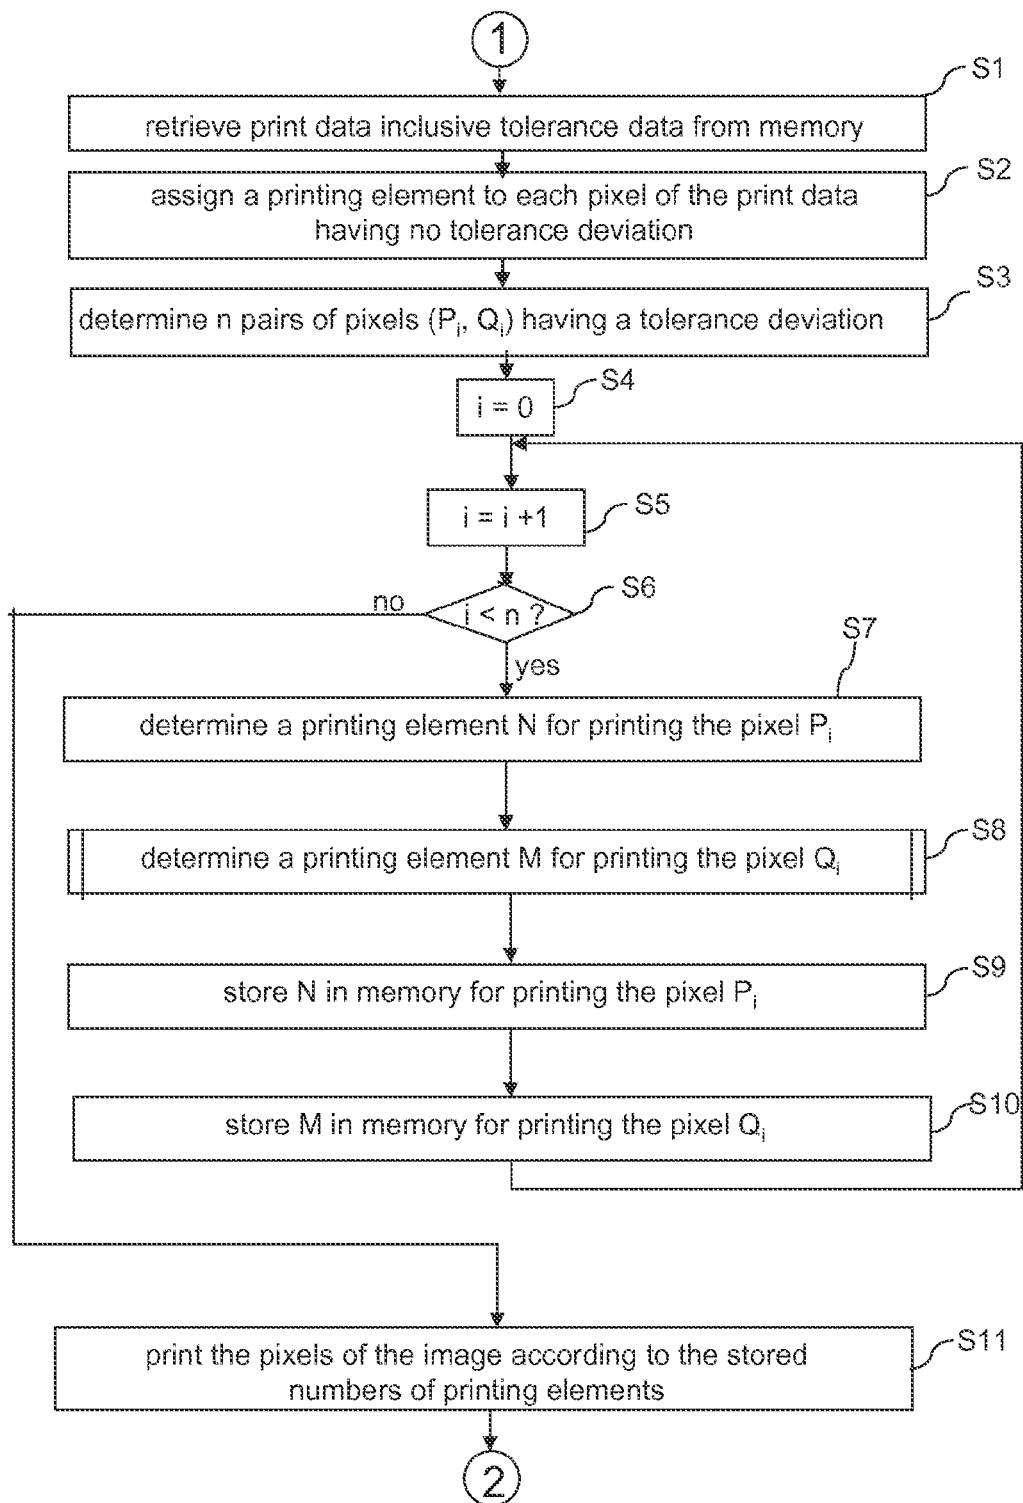 1
S1
retrieve print data inclusive tolerance data from memory
S2
assign a printing element to each pixel of the print data
having no tolerance deviation
S3
determine n pairs of pixels (Pi, Qi) having a tolerance deviation
S4
i = 0
S5
i = i +1
S6
no
i < n ?
yes
S7
determine a printing element N for printing the pixel Pi
S8
determine a printing element M for printing the pixel Qi
S9
store N in memory for printing the pixel Pi
S10
store M in memory for printing the pixel Qi
S11
print the pixels of the image according to the stored
numbers of printing elements
2